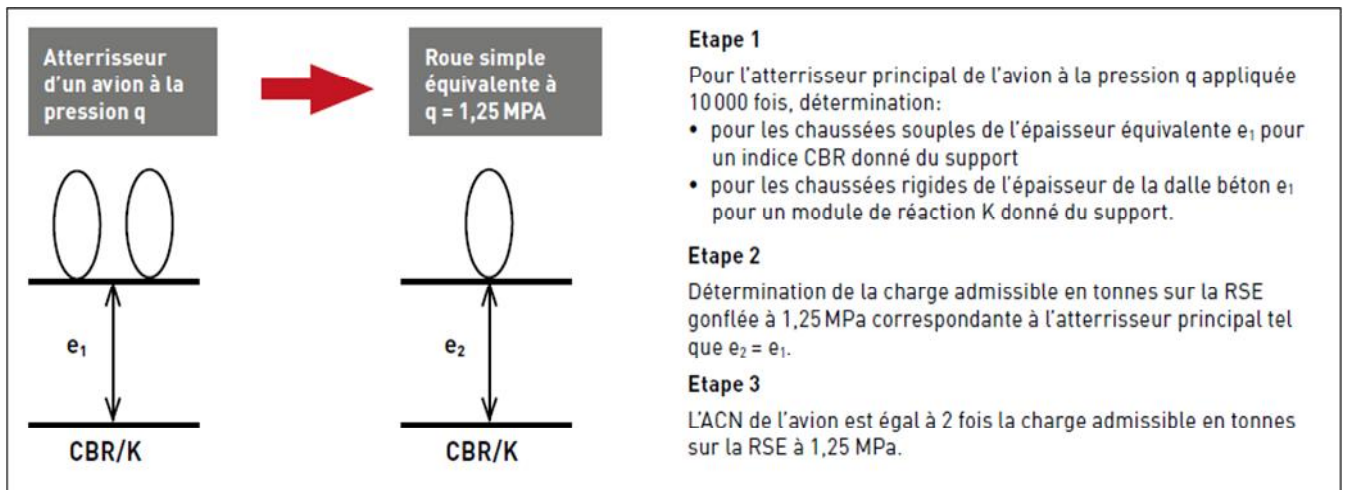 Atterrisseur
d'un avion à la
pression q
Roue simple
équivalente à
q = 1,25 MPA
e₁
CBR/K
e₂
CBR/K
Etape 1
Pour l'atterrisseur principal de l'avion à la pression q appliquée
10 000 fois, détermination:
• pour les chaussées souples de l'épaisseur équivalente e₁ pour
un indice CBR donné du support
• pour les chaussées rigides de l'épaisseur de la dalle béton e₁
pour un module de réaction K donné du support.
Etape 2
Détermination de la charge admissible en tonnes sur la RSE
gonflée à 1,25 MPa correspondante à l'atterrisseur principal tel
que e₂ = e₁.
Etape 3
L'ACN de l'avion est égal à 2 fois la charge admissible en tonnes
sur la RSE à 1,25 MPa.